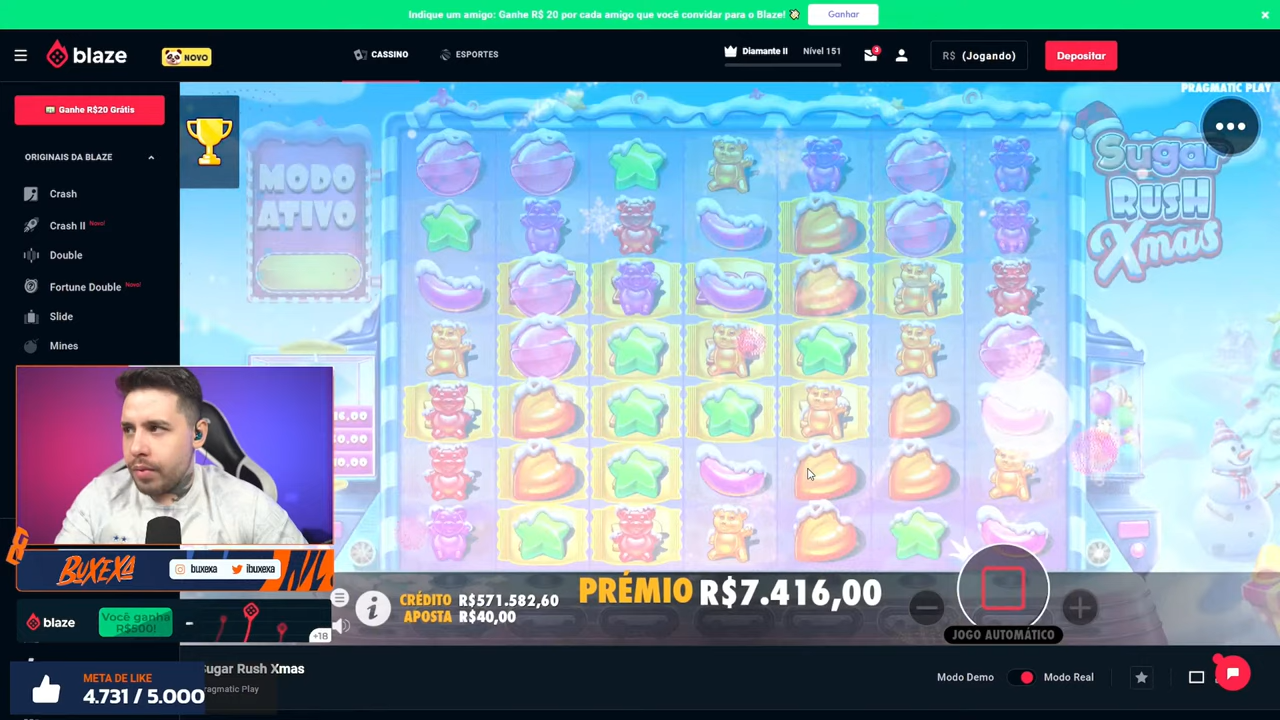 Indique um amigo: Ganhe R$ 20 por cada amigo que você convidar para o Blaze!
Ganhar
blaze
NOVO
CASSINO
ESPORTES
Diamante II
Nível 151
3
R$ (Jogando)
Depositar
PRAGMATIC PLAY
Ganhe R$20 Grátis
ORIGINAIS DA BLAZE
Crash
Crash II Novo!
Double
Fortune Double Novo!
Slide
Mines
MODO
ATIVO
Sugar
RUSH
Xmas
BUXEXA
buxexa
ibuxexa
blaze
Você ganha
R$500!
+18
CRÉDITO R$571.582,60
APOSTA R$40,00
PRÉMIO R$7.416,00
JOGO AUTOMÁTICO
META DE LIKE
4.731 / 5.000
Sugar Rush Xmas
Pragmatic Play
Modo Demo
Modo Real